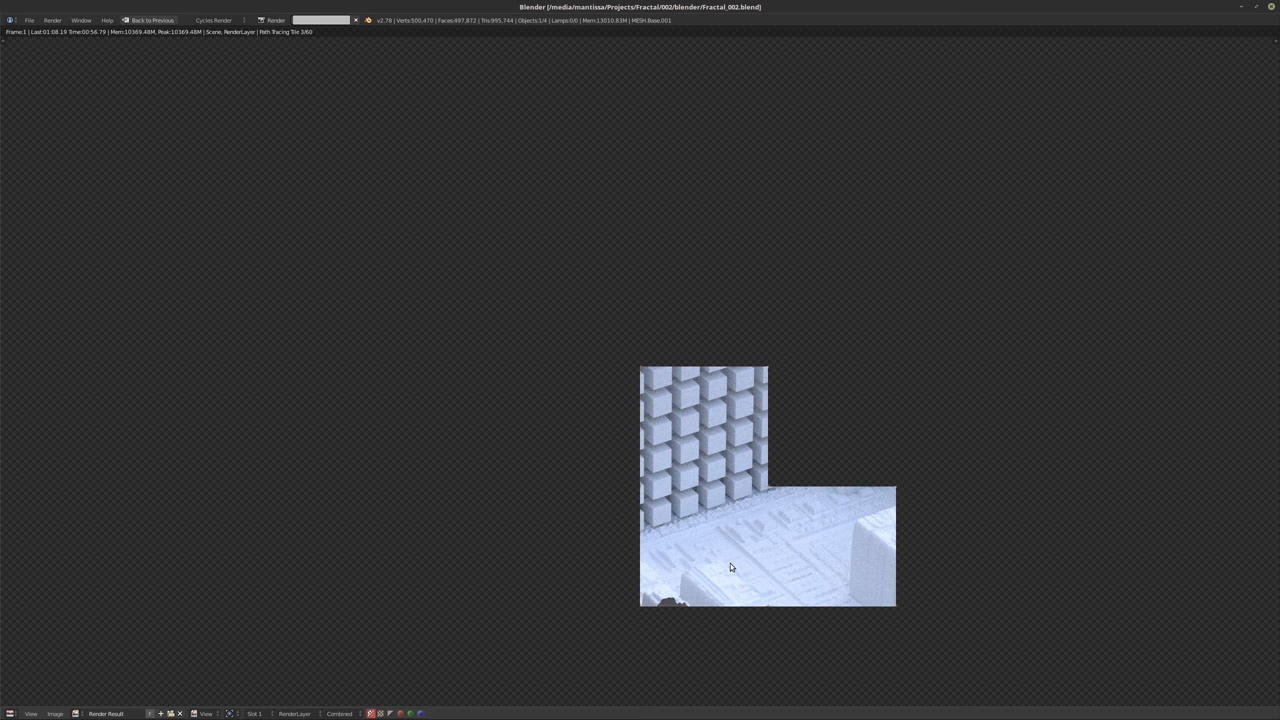 Blender [/media/mantissa/Projects/Fractal/002/blender/Fractal_002.blend]
File Render Window Help Back to Previous Cycles Render Render v2.78 | Verts:500,470 | Faces:497,872 | Tris:995,744 | Objects:1/4 | Lamps:0/0 | Mem:13010.83M | MESH.Base.001
Frame:1 | Last:01:08.19 Time:00:56.79 | Mem:10369.48M, Peak:10369.48M | Scene, RenderLayer | Path Tracing Tile 3/60
View Image Render Result F View Slot 1 RenderLayer Combined